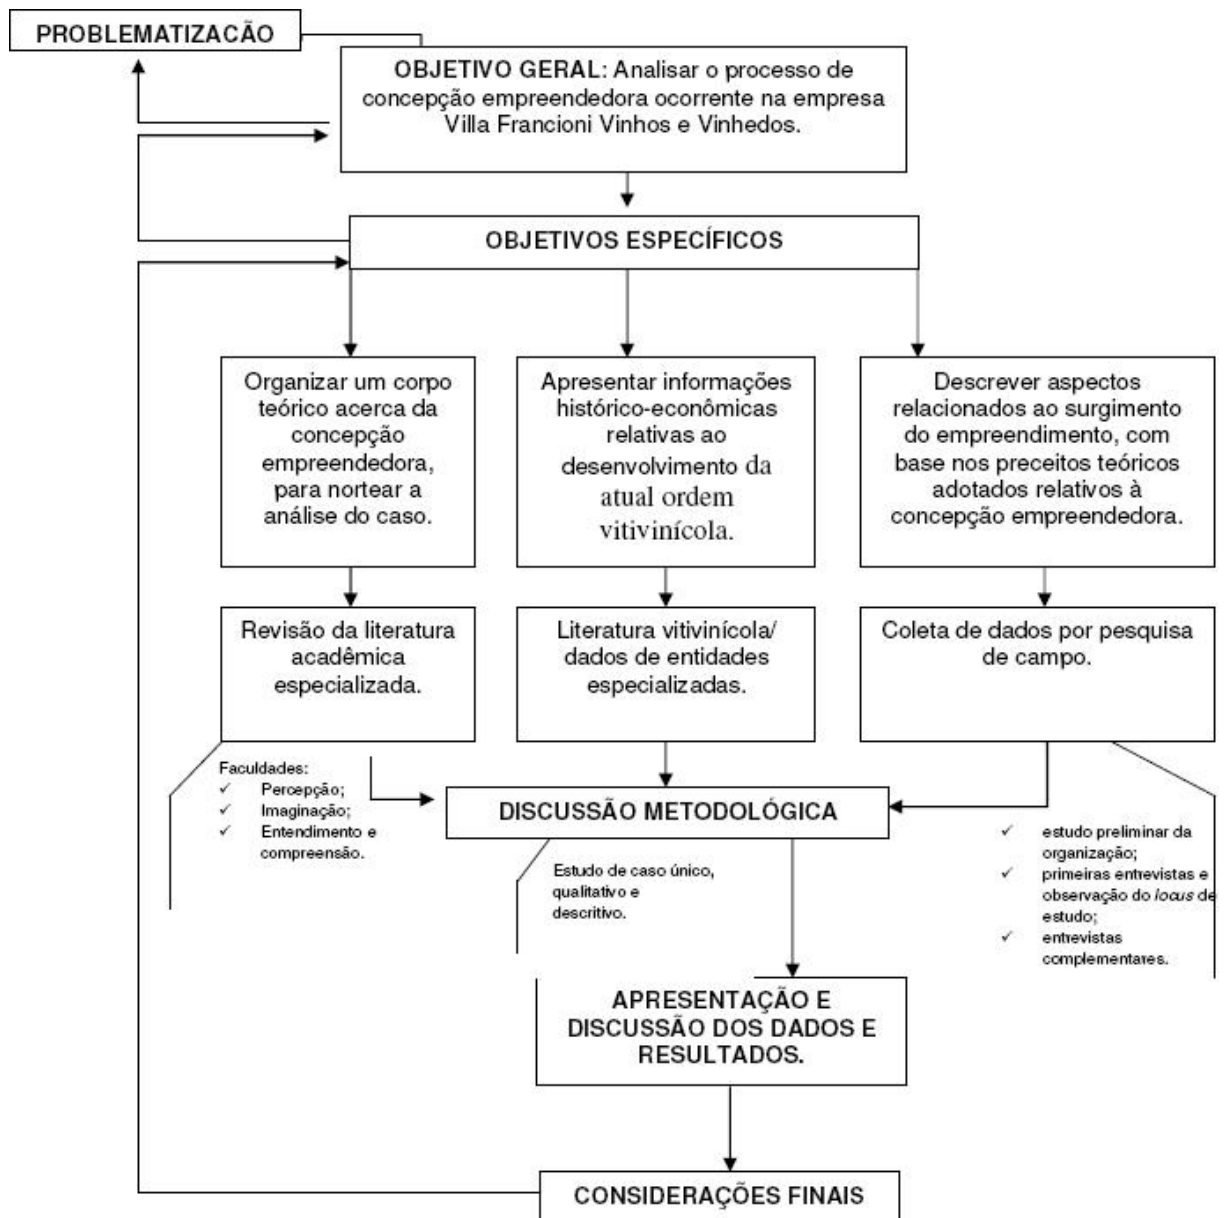 PROBLEMATIZACÃO
OBJETIVO GERAL: Analisar o processo de
concepção empreendedora ocorrente na empresa
Villa Francioni Vinhos e Vinhedos.
OBJETIVOS ESPECÍFICOS
Organizar um corpo
teórico acerca da
concepção
empreendedora,
para nortear a
análise do caso.
Apresentar informações
histórico-econômicas
relativas ao
desenvolvimento da
atual ordem
vitivinícola.
Descrever aspectos
relacionados ao surgimento
do empreendimento, com
base nos preceitos teóricos
adotados relativos à
concepção empreendedora.
Revisão da literatura
acadêmica
especializada.
Literatura vitivinícola/
dados de entidades
especializadas.
Coleta de dados por pesquisa
de campo.
Faculdades:
✓ Percepção;
✓ Imaginação;
✓ Entendimento e
compreensão.
DISCUSSÃO METODOLÓGICA
Estudo de caso único,
qualitativo e
descritivo.
✓ estudo preliminar da
organização;
✓ primeiras entrevistas e
observação do locus de
estudo;
✓ entrevistas
complementares.
APRESENTAÇÃO E
DISCUSSÃO DOS DADOS E
RESULTADOS.
CONSIDERAÇÕES FINAIS